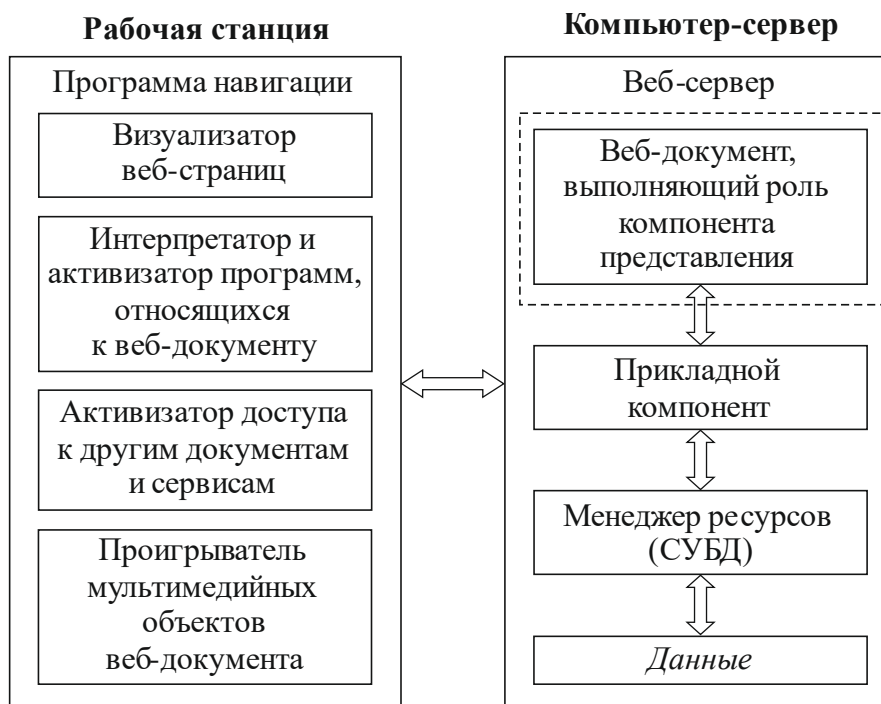 Рабочая станция
Программа навигации
Визуализатор
веб-страниц
Интерпретатор и
активизатор программ,
относящихся
к веб-документу
Активизатор доступа
к другим документам
и сервисам
Проигрыватель
мультимедийных
объектов
веб-документа
Компьютер-сервер
Веб-сервер
Веб-документ,
выполняющий роль
компонента
представления
Прикладной
компонент
Менеджер ресурсов
(СУБД)
Данные